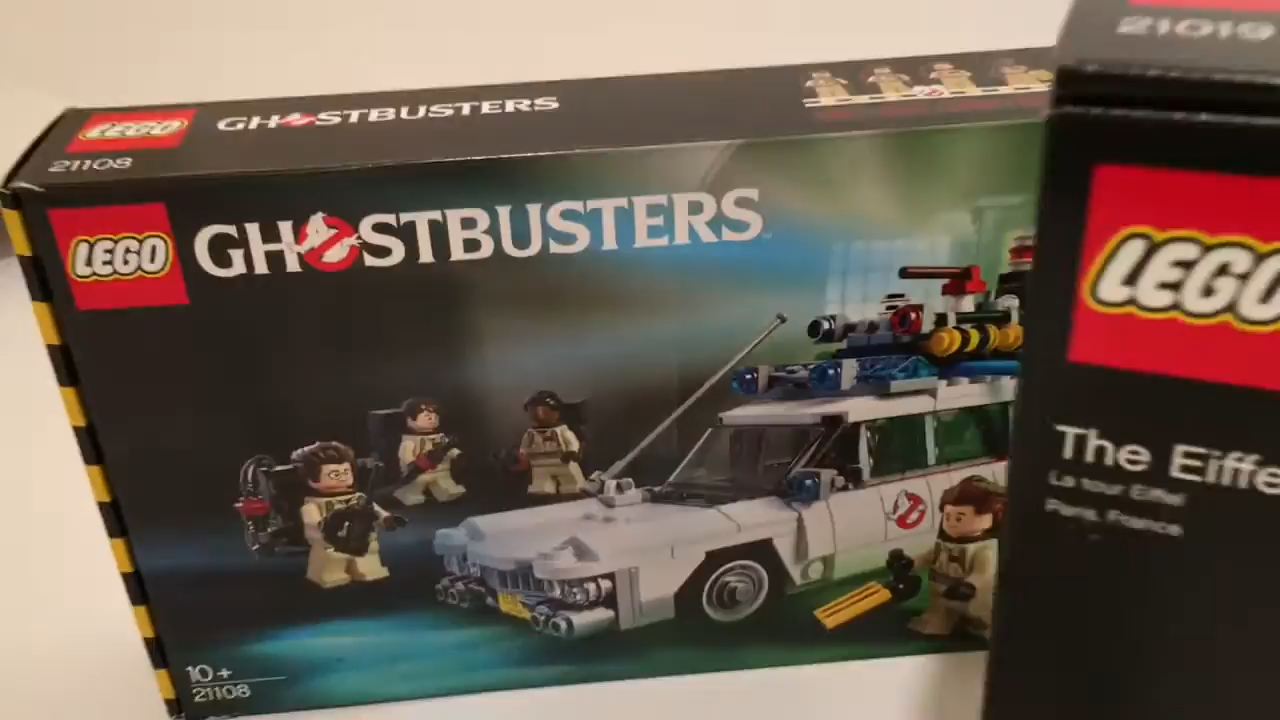 LEGO
GHOSTBUSTERS
21108
LEGO
GHOSTBUSTERS
10+
21108
21019
LEGO
The Eiffe
La tour Eiffel
Paris, France